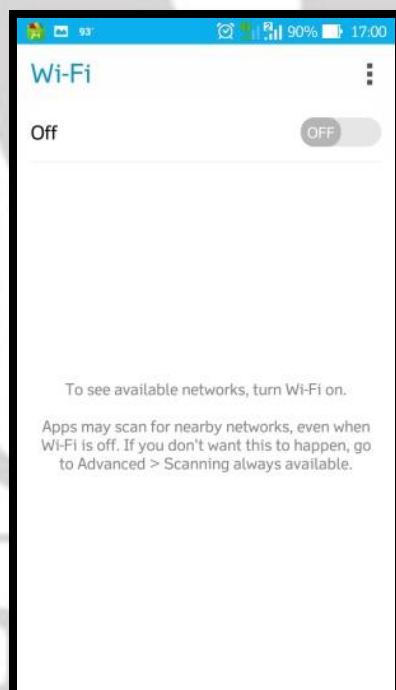 93° 90% 17:00
Wi-Fi
Off OFF
To see available networks, turn Wi-Fi on.
Apps may scan for nearby networks, even when
Wi-Fi is off. If you don't want this to happen, go
to Advanced > Scanning always available.